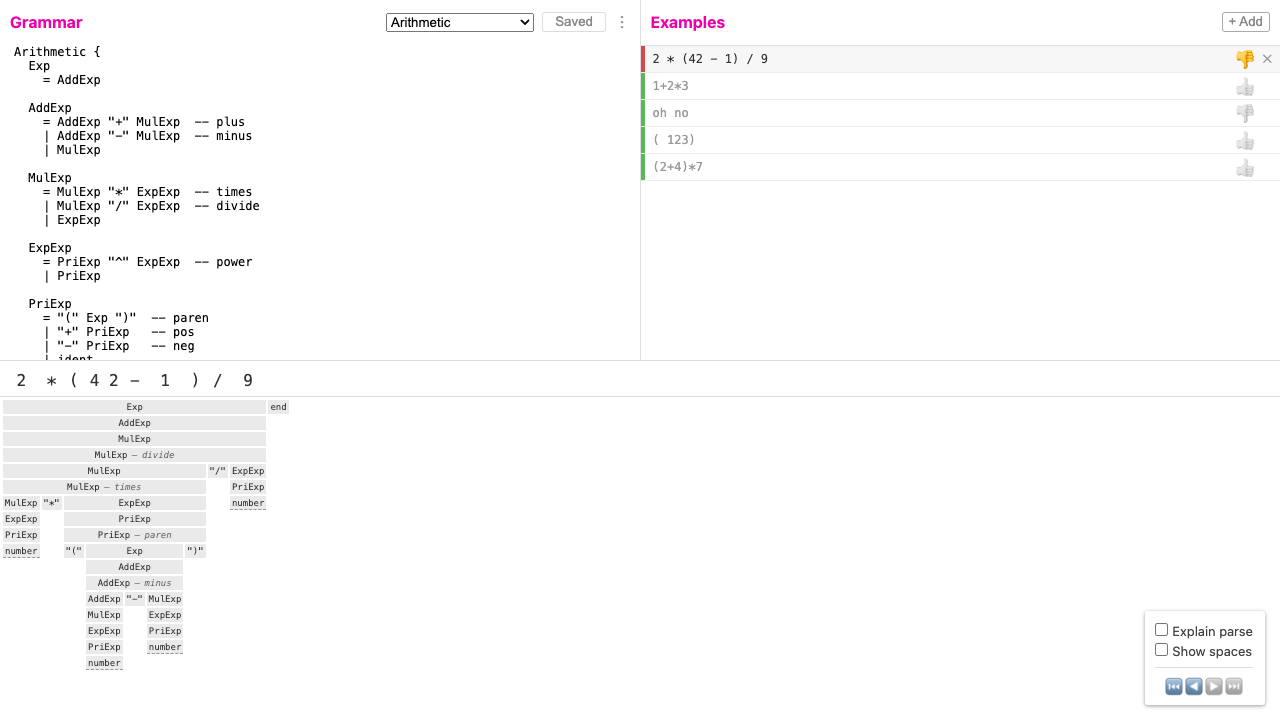 Grammar
Arithmetic
Saved
Arithmetic {
  Exp
    = AddExp

  AddExp
    = AddExp "+" MulExp  -- plus
    | AddExp "-" MulExp  -- minus
    | MulExp

  MulExp
    = MulExp "*" ExpExp  -- times
    | MulExp "/" ExpExp  -- divide
    | ExpExp

  ExpExp
    = PriExp "^" ExpExp  -- power
    | PriExp

  PriExp
    = "(" Exp ")"  -- paren
    | "+" PriExp   -- pos
    | "-" PriExp   -- neg
    | ident
Examples
+ Add
2 * (42 - 1) / 9
1+2*3
oh no
( 123)
(2+4)*7
2 * ( 4 2 - 1 ) / 9
Exp end
AddExp
MulExp
MulExp – divide
MulExp "/" ExpExp
MulExp – times PriExp
MulExp "*" ExpExp number
ExpExp PriExp
PriExp PriExp – paren
number "(" Exp ")"
AddExp
AddExp – minus
AddExp "-" MulExp
MulExp ExpExp
ExpExp PriExp
PriExp number
number
Explain parse
Show spaces